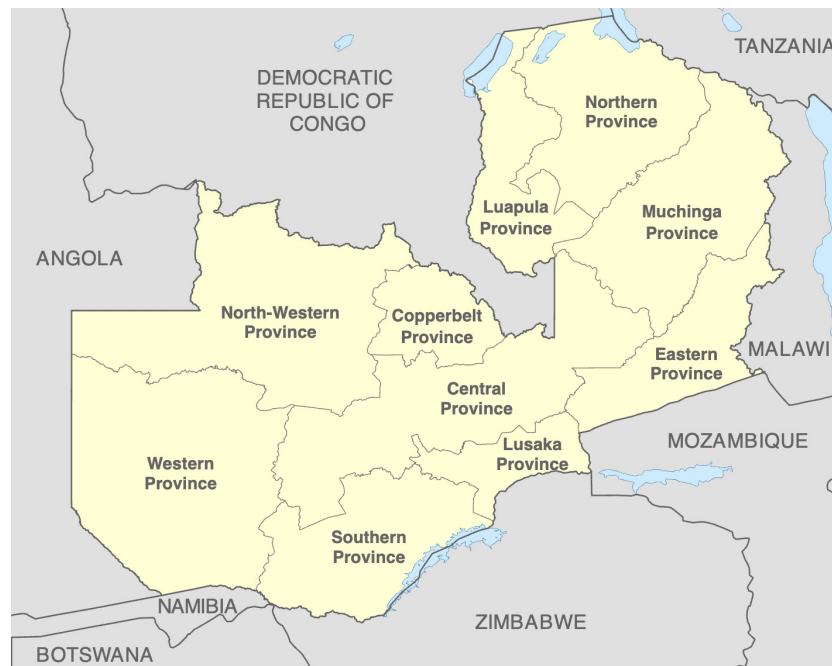 TANZANIA
DEMOCRATIC
REPUBLIC OF
CONGO
Northern
Province
Luapula
Province
Muchinga
Province
ANGOLA
North-Western
Province
Copperbelt
Province
Eastern
Province
MALAWI
Central
Province
Lusaka
Province
MOZAMBIQUE
Western
Province
Southern
Province
NAMIBIA
ZIMBABWE
BOTSWANA